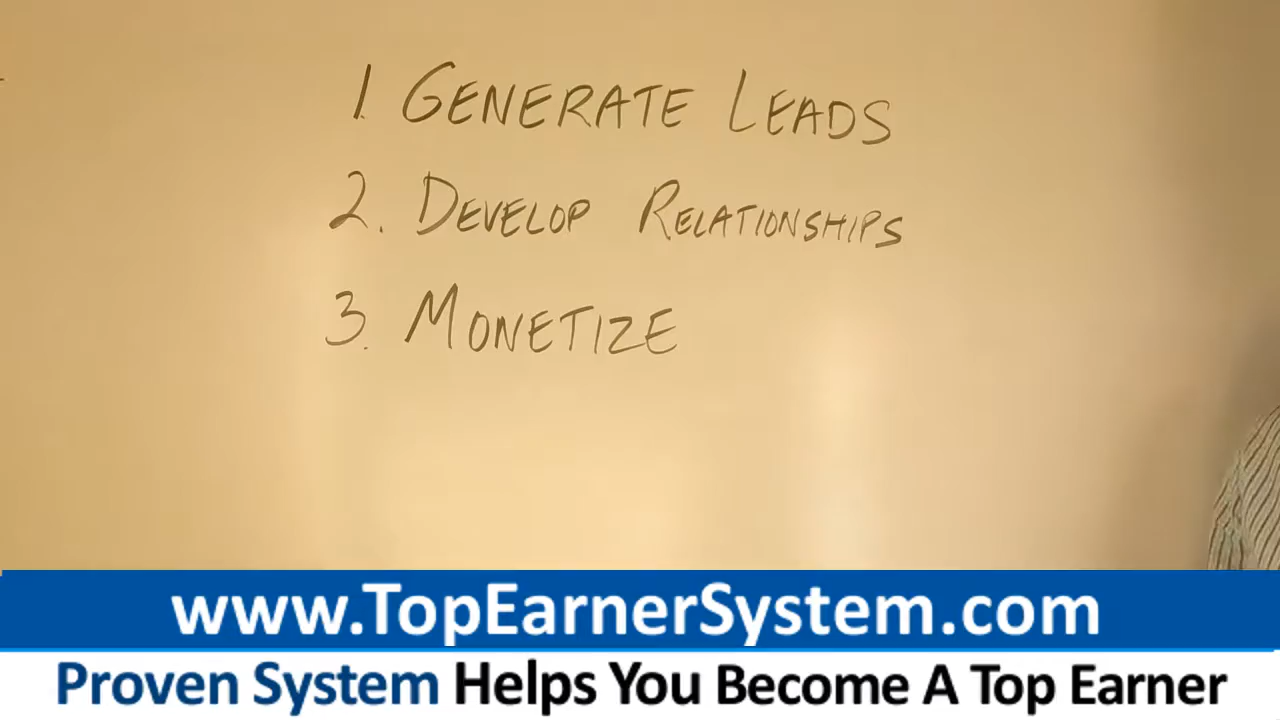 1. GENERATE LEADS
2. DEVELOP RELATIONSHIPS
3. MONETIZE
www.TopEarnerSystem.com
Proven System Helps You Become A Top Earner